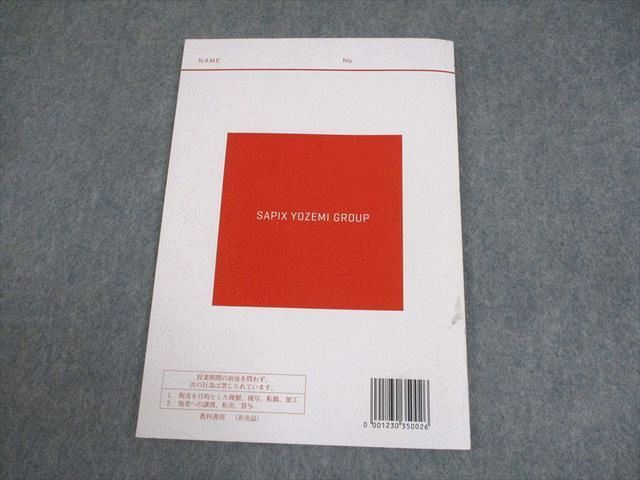 NAME No.
SAPIX YOZEMI GROUP
授業期間の前後を問わず、
次の行為は禁じられています。
1. 販売を目的とした複製、複写、転載、加工
2. 他者への譲渡、転売、貸与
教科書用 (非売品)
0 001230 350026